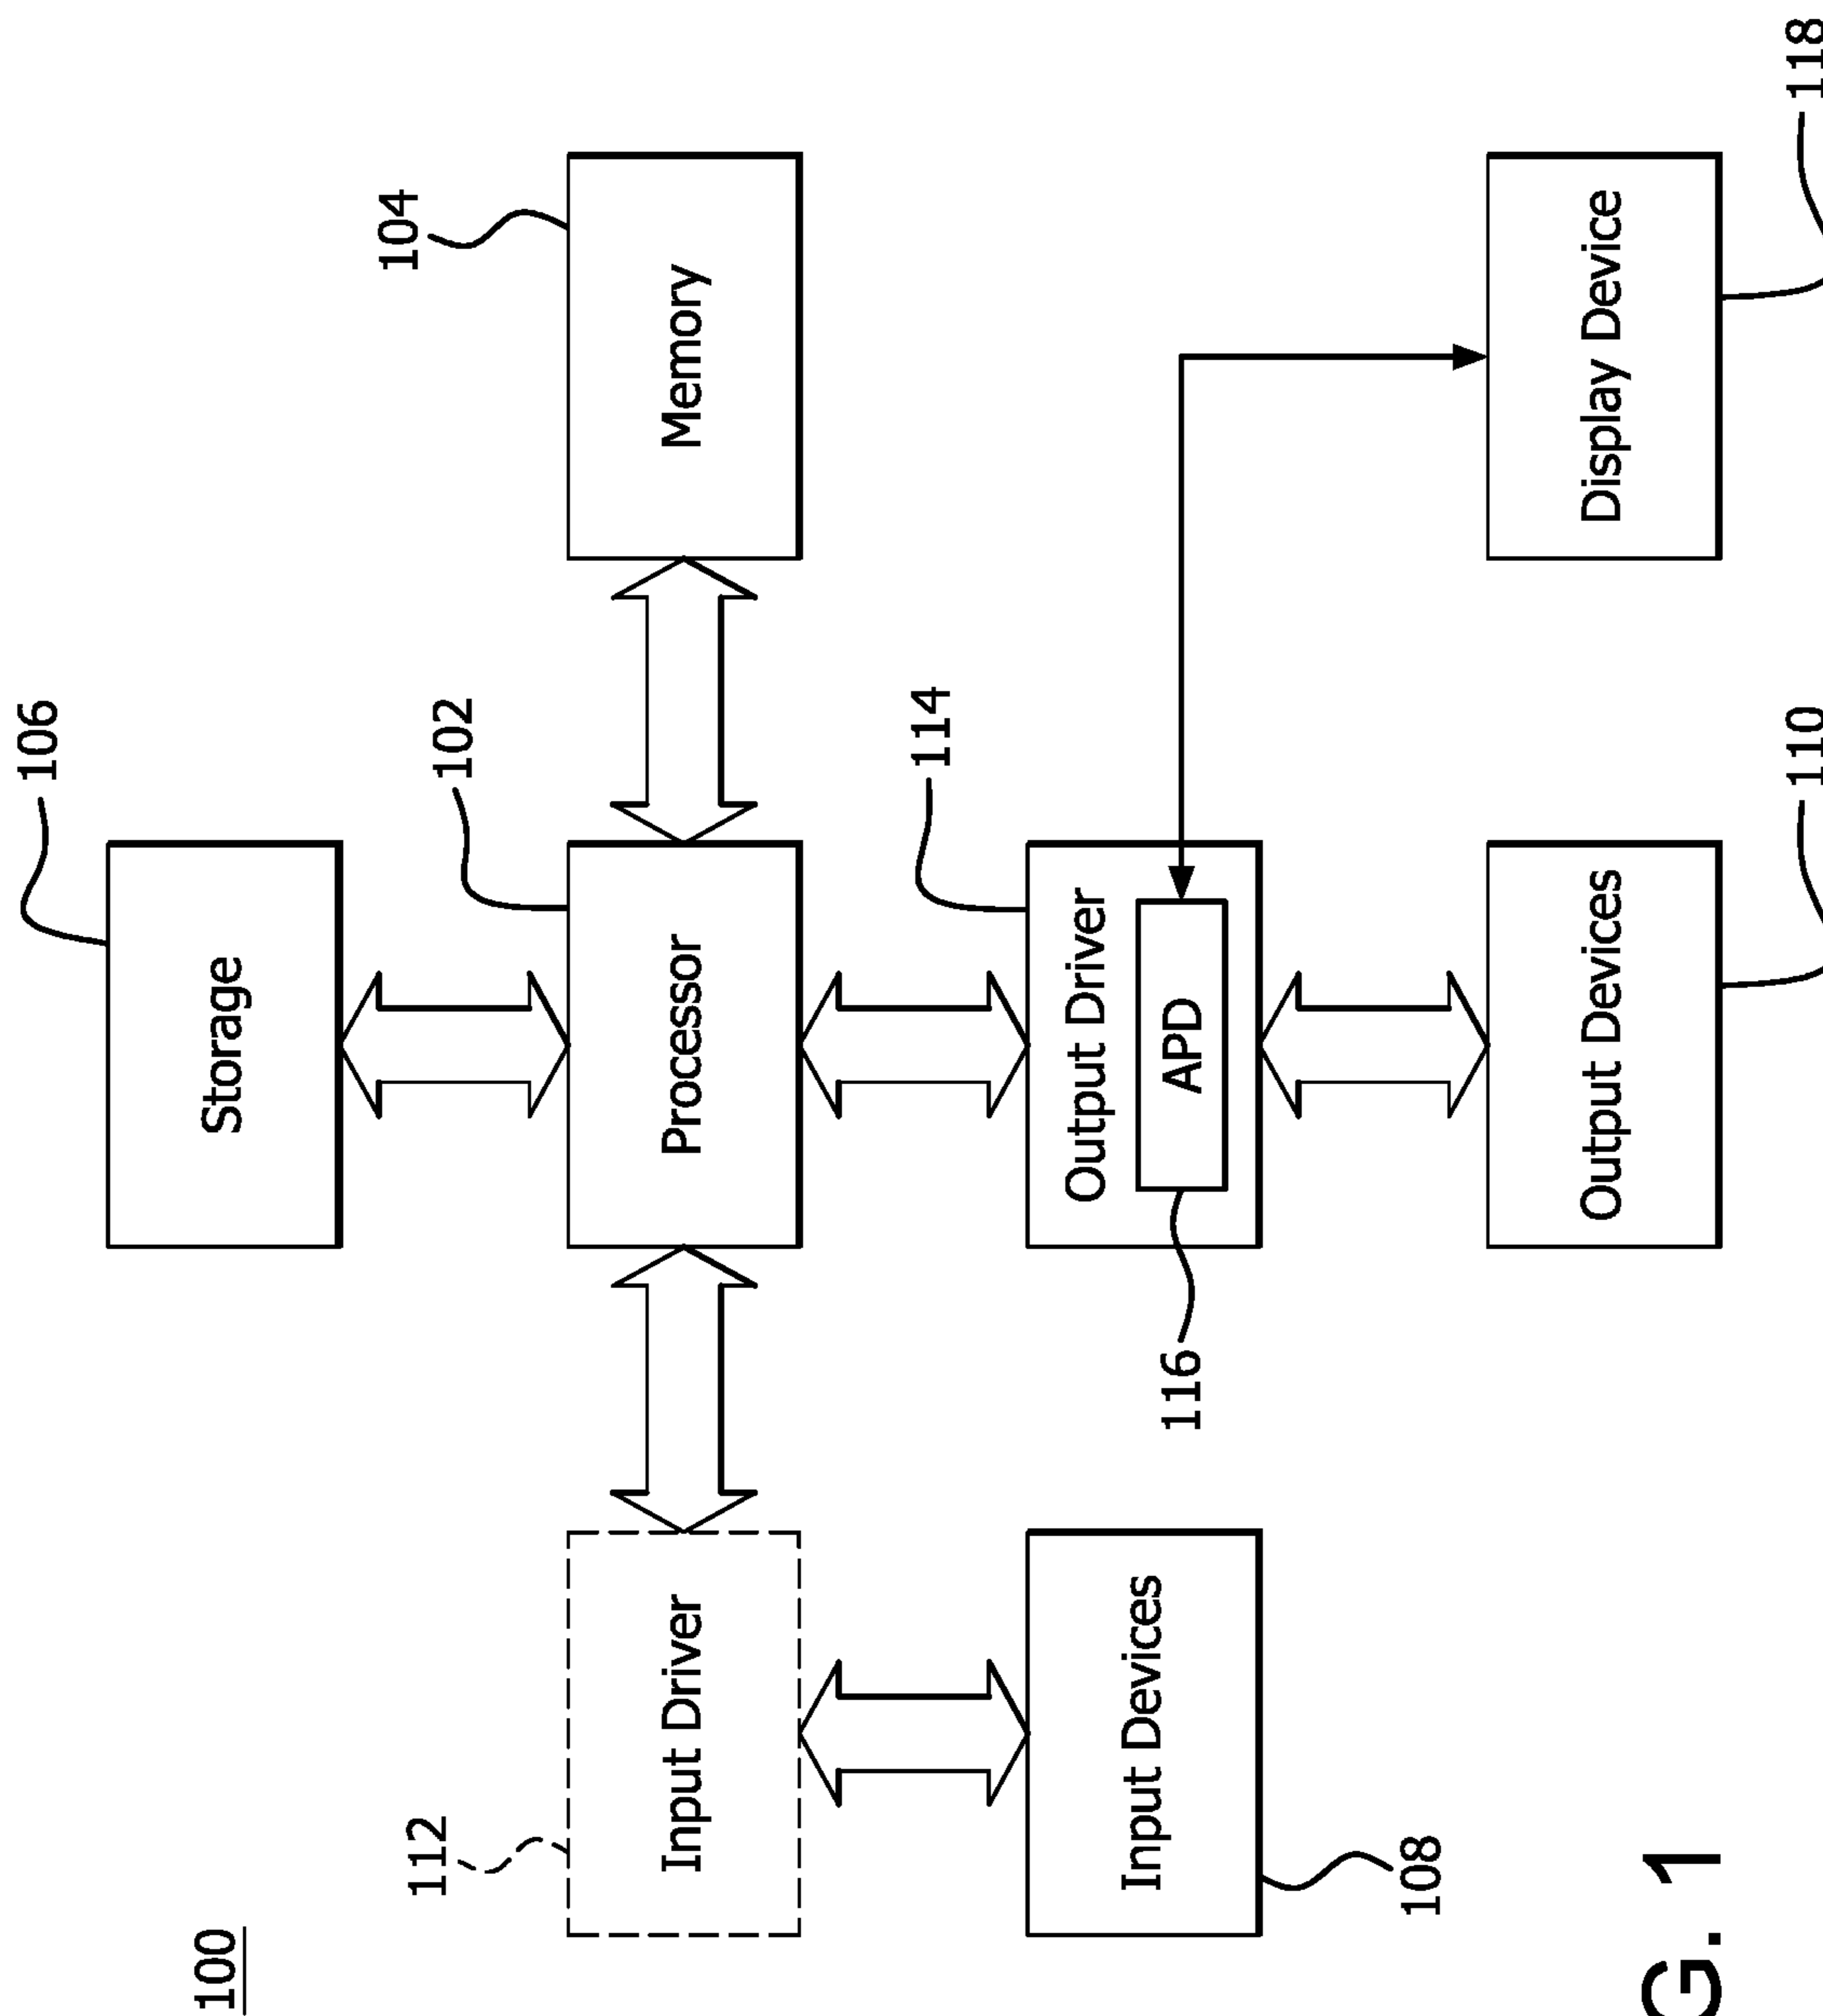 100
106
Storage
112
102
104
Input Driver
Processor
Memory
114
Output Driver
116
APD
Input Devices
108
Output Devices
110
Display Device
118
G. 1